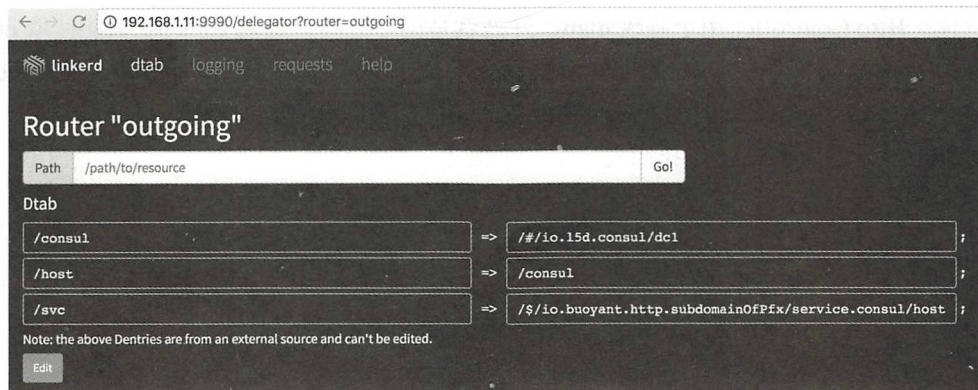 192.168.1.11:9990/delegator?router=outgoing
linkerd dtab logging requests help
Router "outgoing"
Path /path/to/resource Go!
Dtab
/consul => /#/io.l5d.consul/dc1 ;
/host => /consul ;
/svc => /$/io.buoyant.http.subdomainOfPfx/service.consul/host ;
Note: the above Dentries are from an external source and can't be edited.
Edit